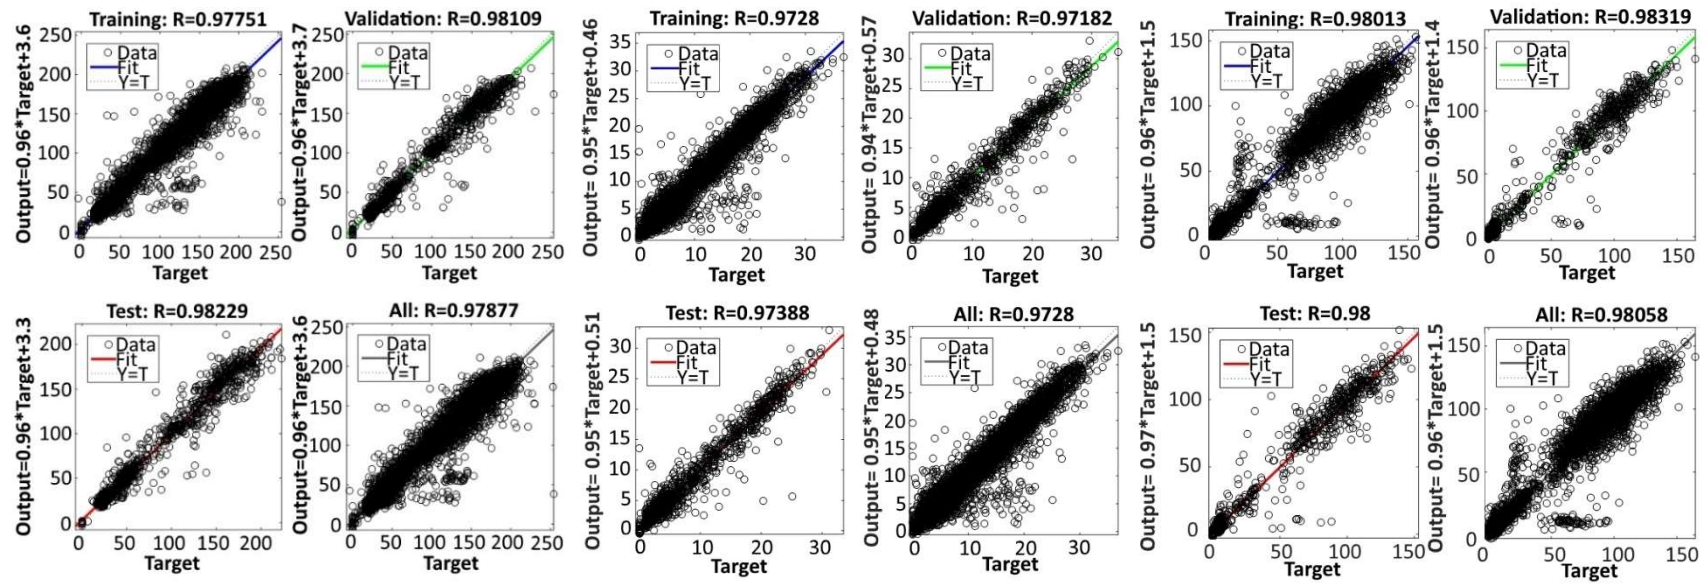 Training: R=0.97751
Output=0.96*Target+3.6
250
200
150
100
50
0
Data
Fit
Y=T
0 50 100 150 200 250
Target
Validation: R=0.98109
Output=0.96*Target+3.7
250
200
150
100
50
0
Data
Fit
Y=T
0 50 100 150 200 250
Target
Training: R=0.9728
Output= 0.95*Target+0.46
35
30
25
20
15
10
5
0
Data
Fit
Y=T
0 10 20 30
Target
Validation: R=0.97182
Output= 0.94*Target+0.57
30
25
20
15
10
5
0
Data
Fit
Y=T
0 10 20 30
Target
Training: R=0.98013
Output= 0.96*Target+1.5
150
100
50
0
Data
Fit
Y=T
0 50 100 150
Target
Validation: R=0.98319
Output= 0.96*Target+1.4
150
100
50
0
Data
Fit
Y=T
0 50 100 150
Target
Test: R=0.98229
Output=0.96*Target+3.3
200
150
100
50
0
Data
Fit
Y=T
0 50 100 150 200
Target
All: R=0.97877
Output=0.96*Target+3.6
250
200
150
100
50
0
Data
Fit
Y=T
0 50 100 150 200 250
Target
Test: R=0.97388
Output= 0.95*Target+0.51
30
25
20
15
10
5
0
Data
Fit
Y=T
0 10 20 30
Target
All: R=0.9728
Output= 0.95*Target+0.48
35
30
25
20
15
10
5
0
Data
Fit
Y=T
0 10 20 30
Target
Test: R=0.98
Output= 0.97*Target+1.5
150
100
50
0
Data
Fit
Y=T
0 50 100 150
Target
All: R=0.98058
Output= 0.96*Target+1.5
150
100
50
0
Data
Fit
Y=T
0 50 100 150
Target